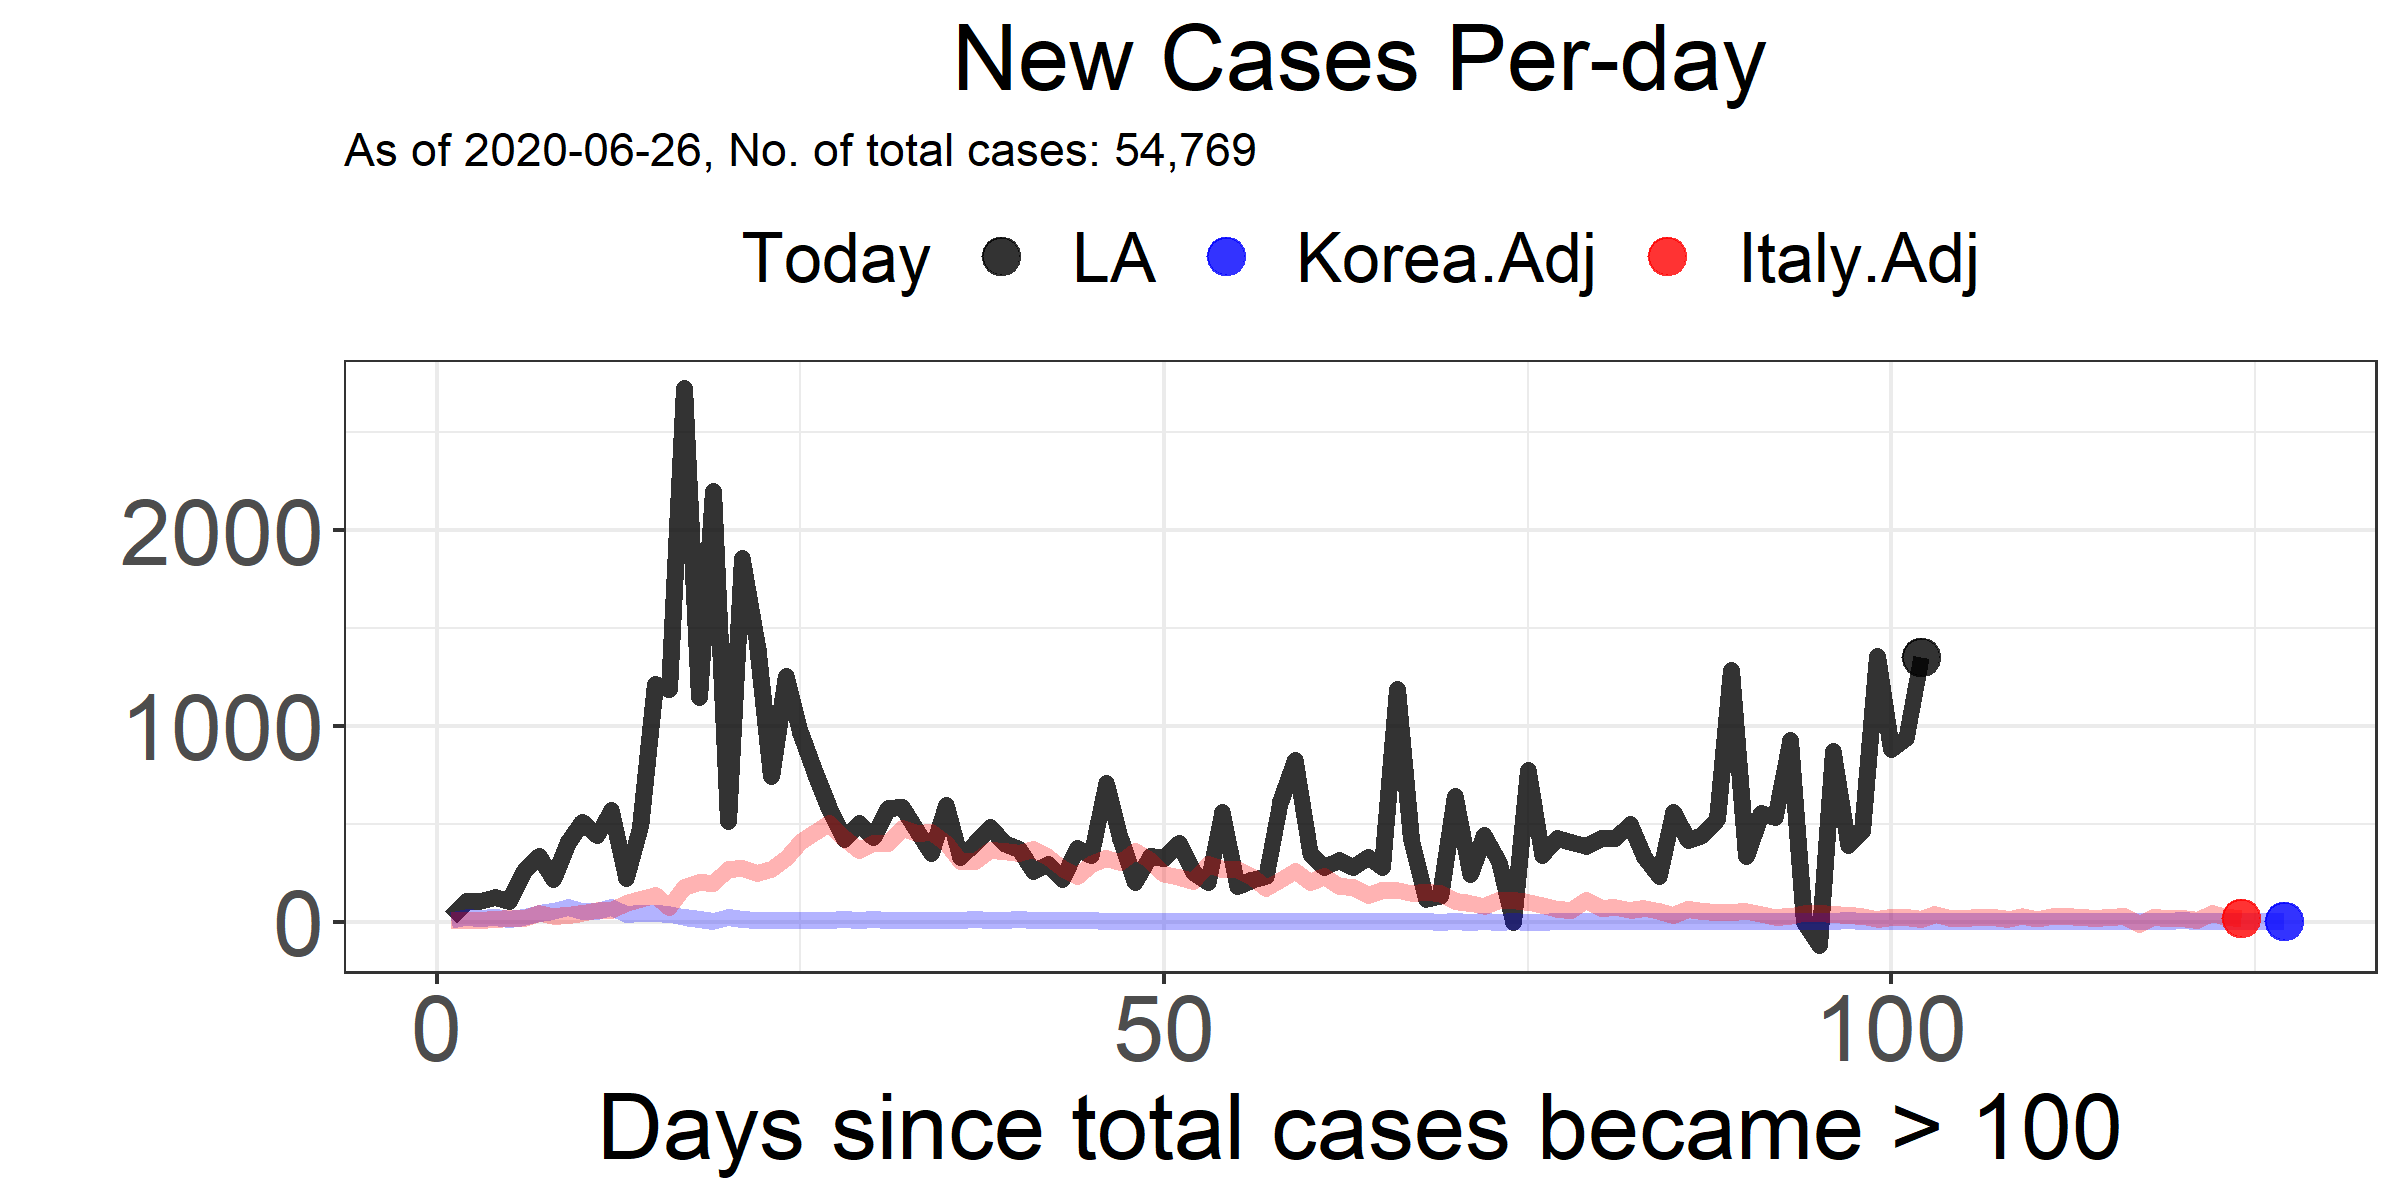 New Cases Per-day
As of 2020-06-26, No. of total cases: 54,769
Today LA Korea.Adj Italy.Adj
2000
1000
0
0 50 100
Days since total cases became > 100